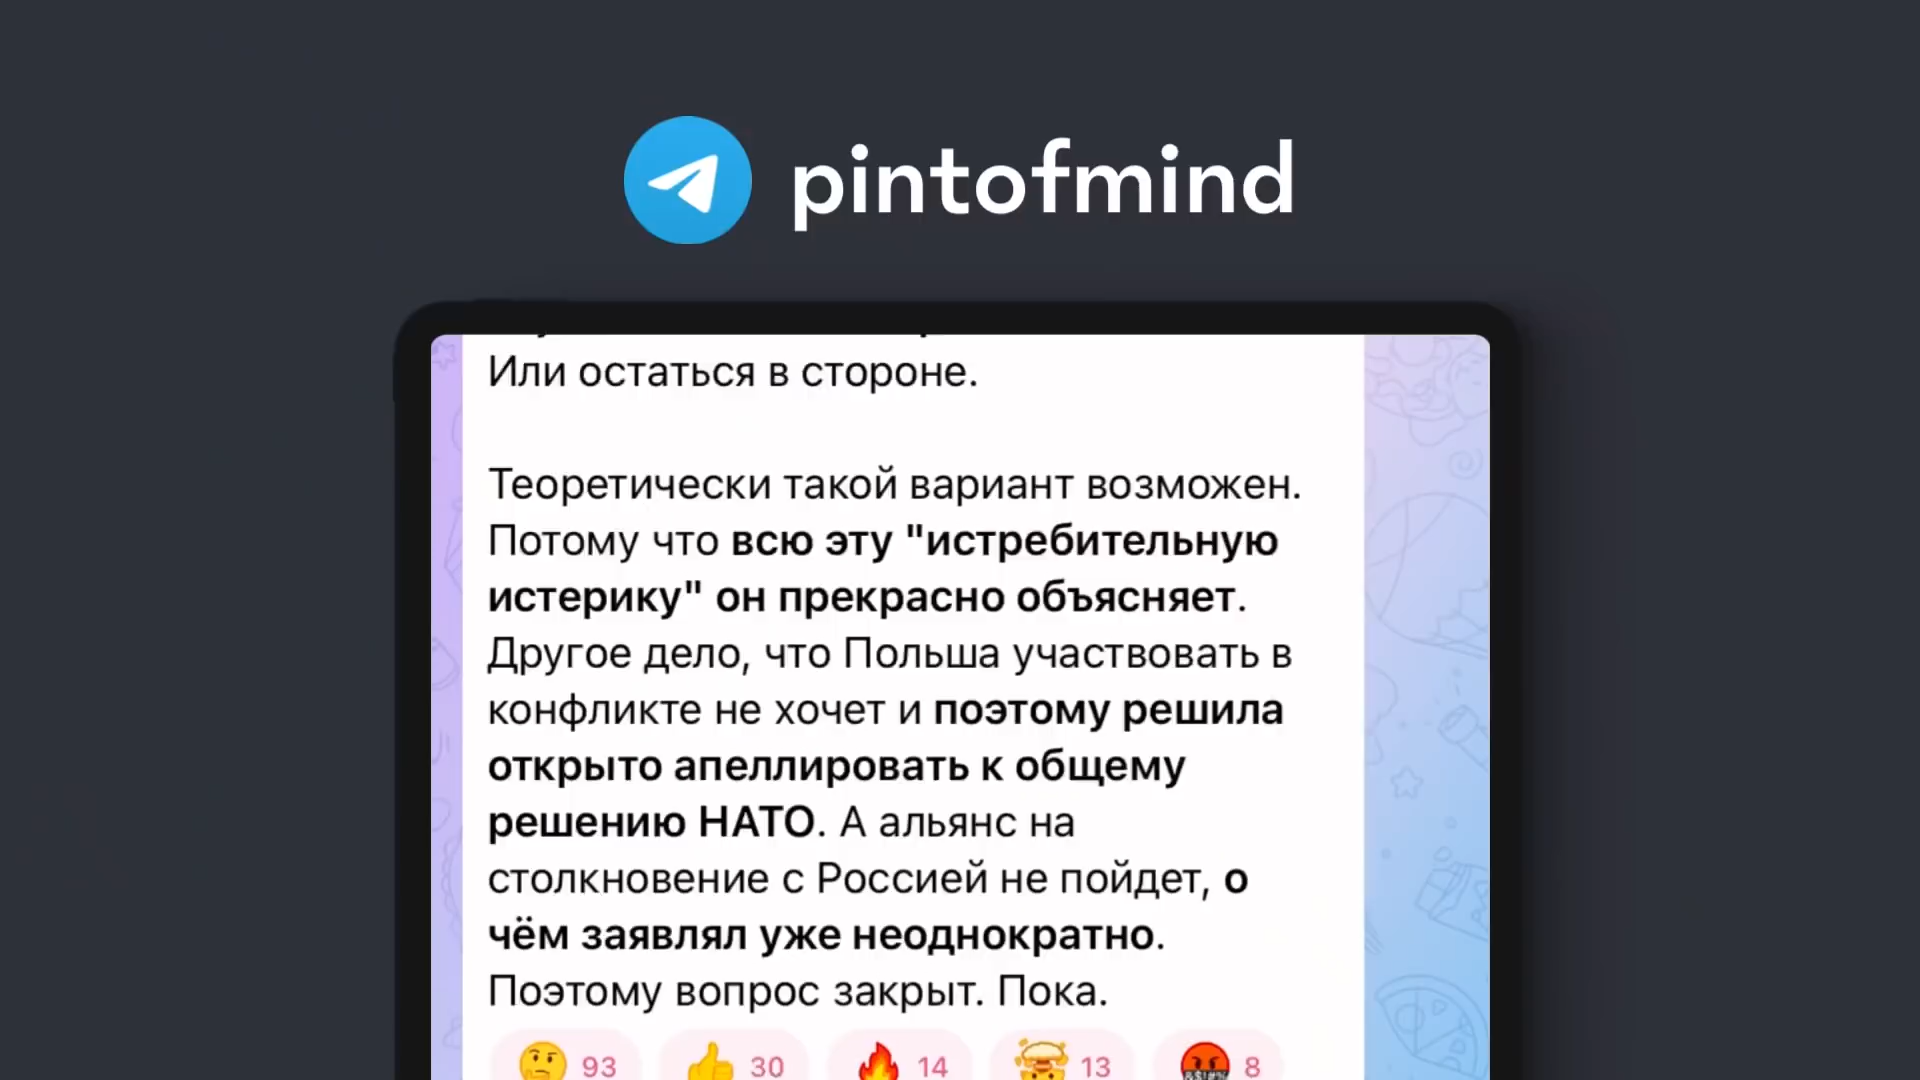 pintofmind
Или остаться в стороне.
Теоретически такой вариант возможен.
Потому что всю эту "истребительную
истерику" он прекрасно объясняет.
Другое дело, что Польша участвовать в
конфликте не хочет и поэтому решила
открыто апеллировать к общему
решению НАТО. А альянс на
столкновение с Россией не пойдет, о
чём заявлял уже неоднократно.
Поэтому вопрос закрыт. Пока.
93 30 14 13 8